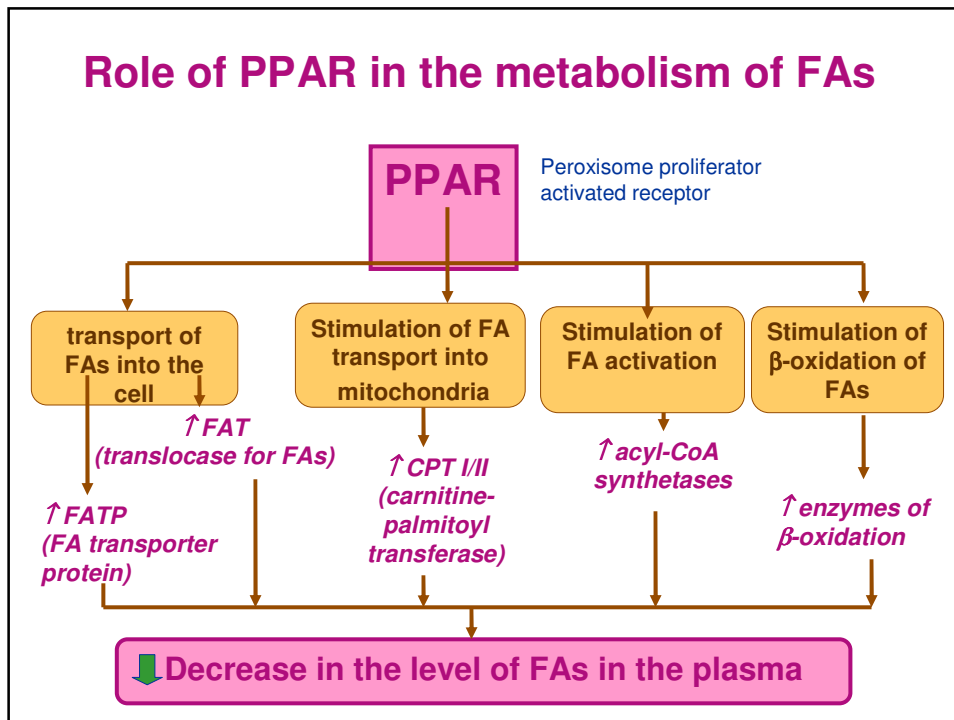 Role of PPAR in the metabolism of FAs
PPAR
Peroxisome proliferator
activated receptor
transport of
FAs into the
cell
Stimulation of FA
transport into
mitochondria
Stimulation of
FA activation
Stimulation of
β-oxidation of
FAs
↑FAT
(translocase for FAs)
↑FATP
(FA transporter
protein)
↑CPT I/II
(carnitine-
palmitoyl
transferase)
↑acyl-CoA
synthetases
↑enzymes of
β-oxidation
Decrease in the level of FAs in the plasma